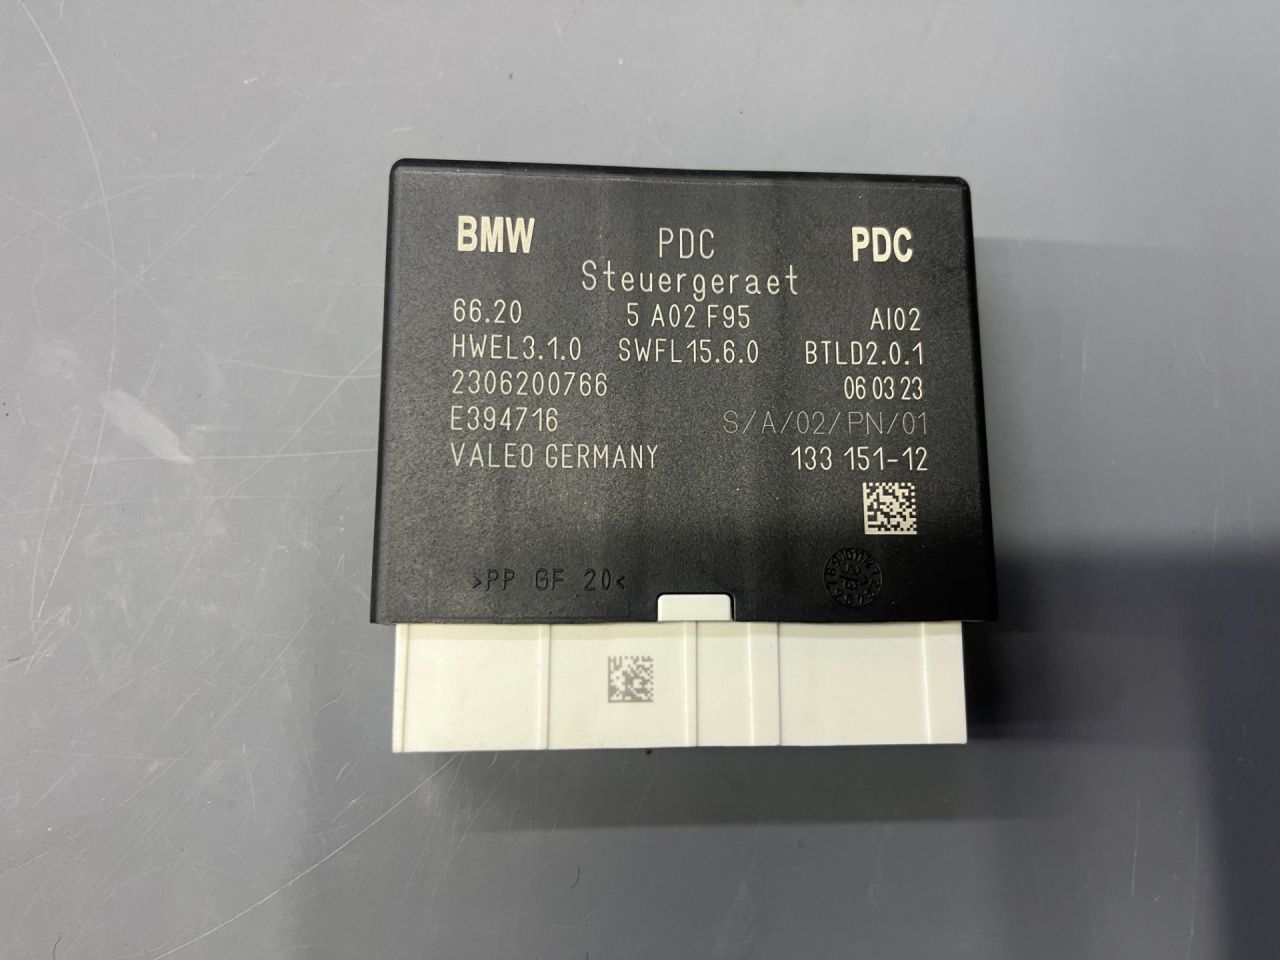 BMW PDC PDC
Steuergeraet
66.20 5 A02 F95 AI02
HWEL3.1.0 SWFL15.6.0 BTLD2.0.1
2306200766 06 03 23
E394716 S/A/02/PN/01
VALEO GERMANY 133 151-12
>PP GF 20<